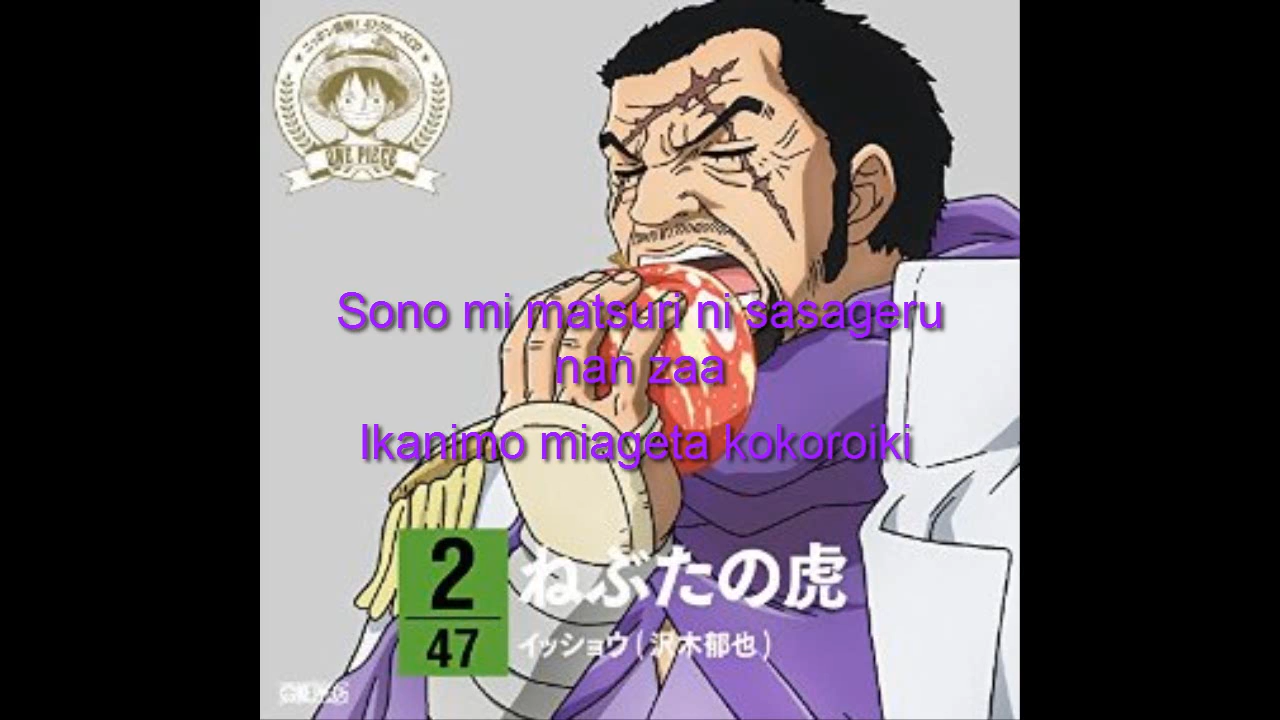 ONE PIECE
Sono mi matsuri ni sasageru
nan zaa
Ikanimo miageta kokoroiki
2
47
ねぶたの虎
イッショウ(沢木郁也)